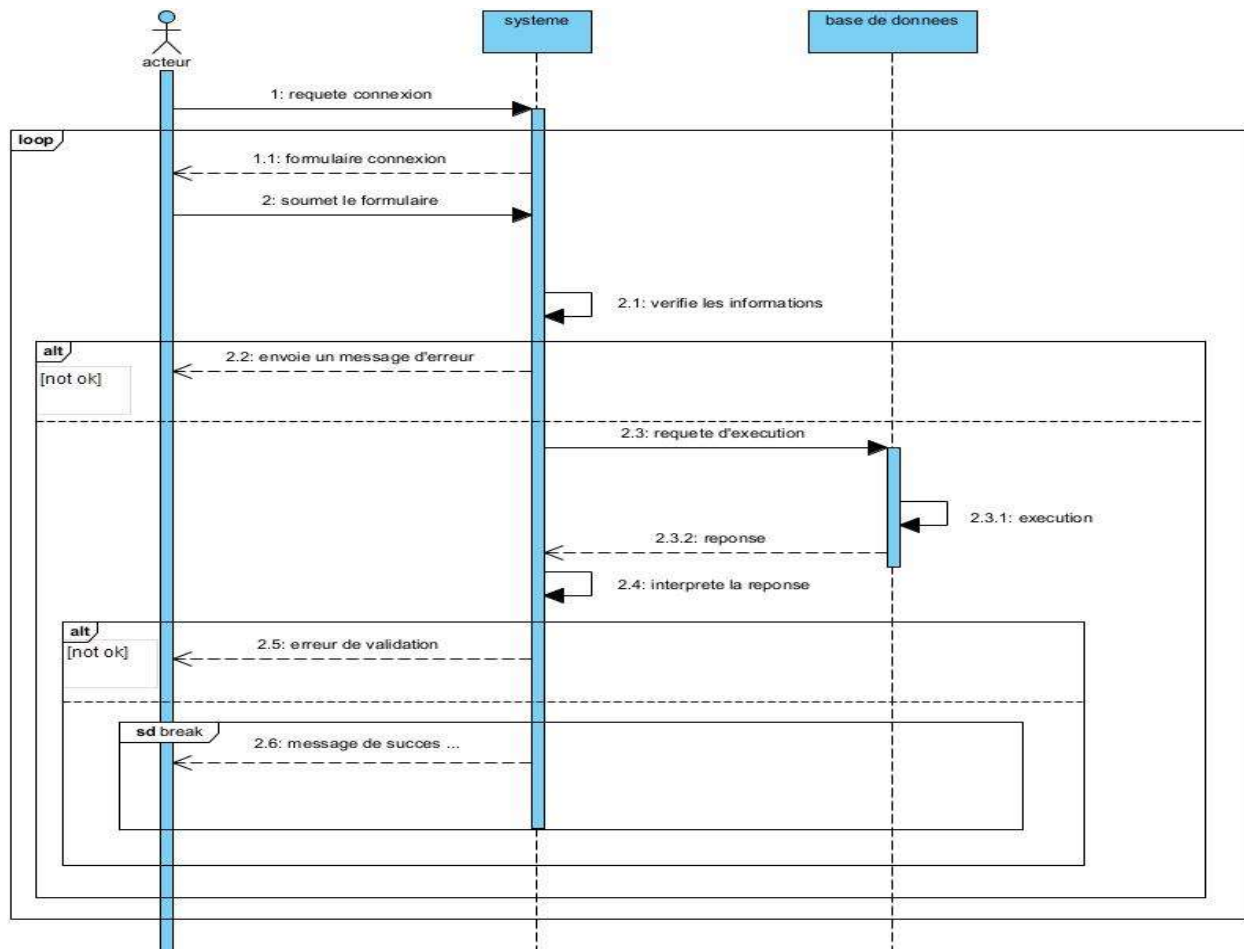 systeme
base de donnees
acteur
1: requete connexion
loop
1.1: formulaire connexion
2: soumet le formulaire
2.1: verifie les informations
alt
2.2: envoie un message d'erreur
[not ok]
2.3: requete d'execution
2.3.1: execution
2.3.2: reponse
2.4: interprete la reponse
alt
2.5: erreur de validation
[not ok]
sd break
2.6: message de succes ...